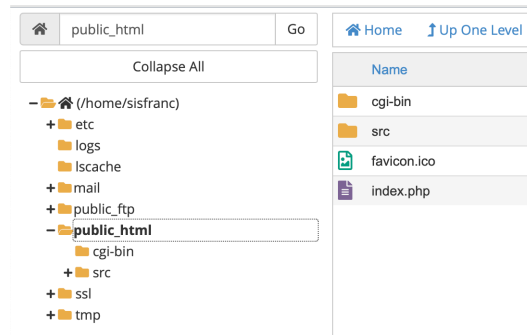 public_html Go
Collapse All
(/home/sisfranc)
etc
logs
lscache
mail
public_ftp
public_html
cgi-bin
src
ssl
tmp
Home Up One Level
Name
cgi-bin
src
favicon.ico
index.php